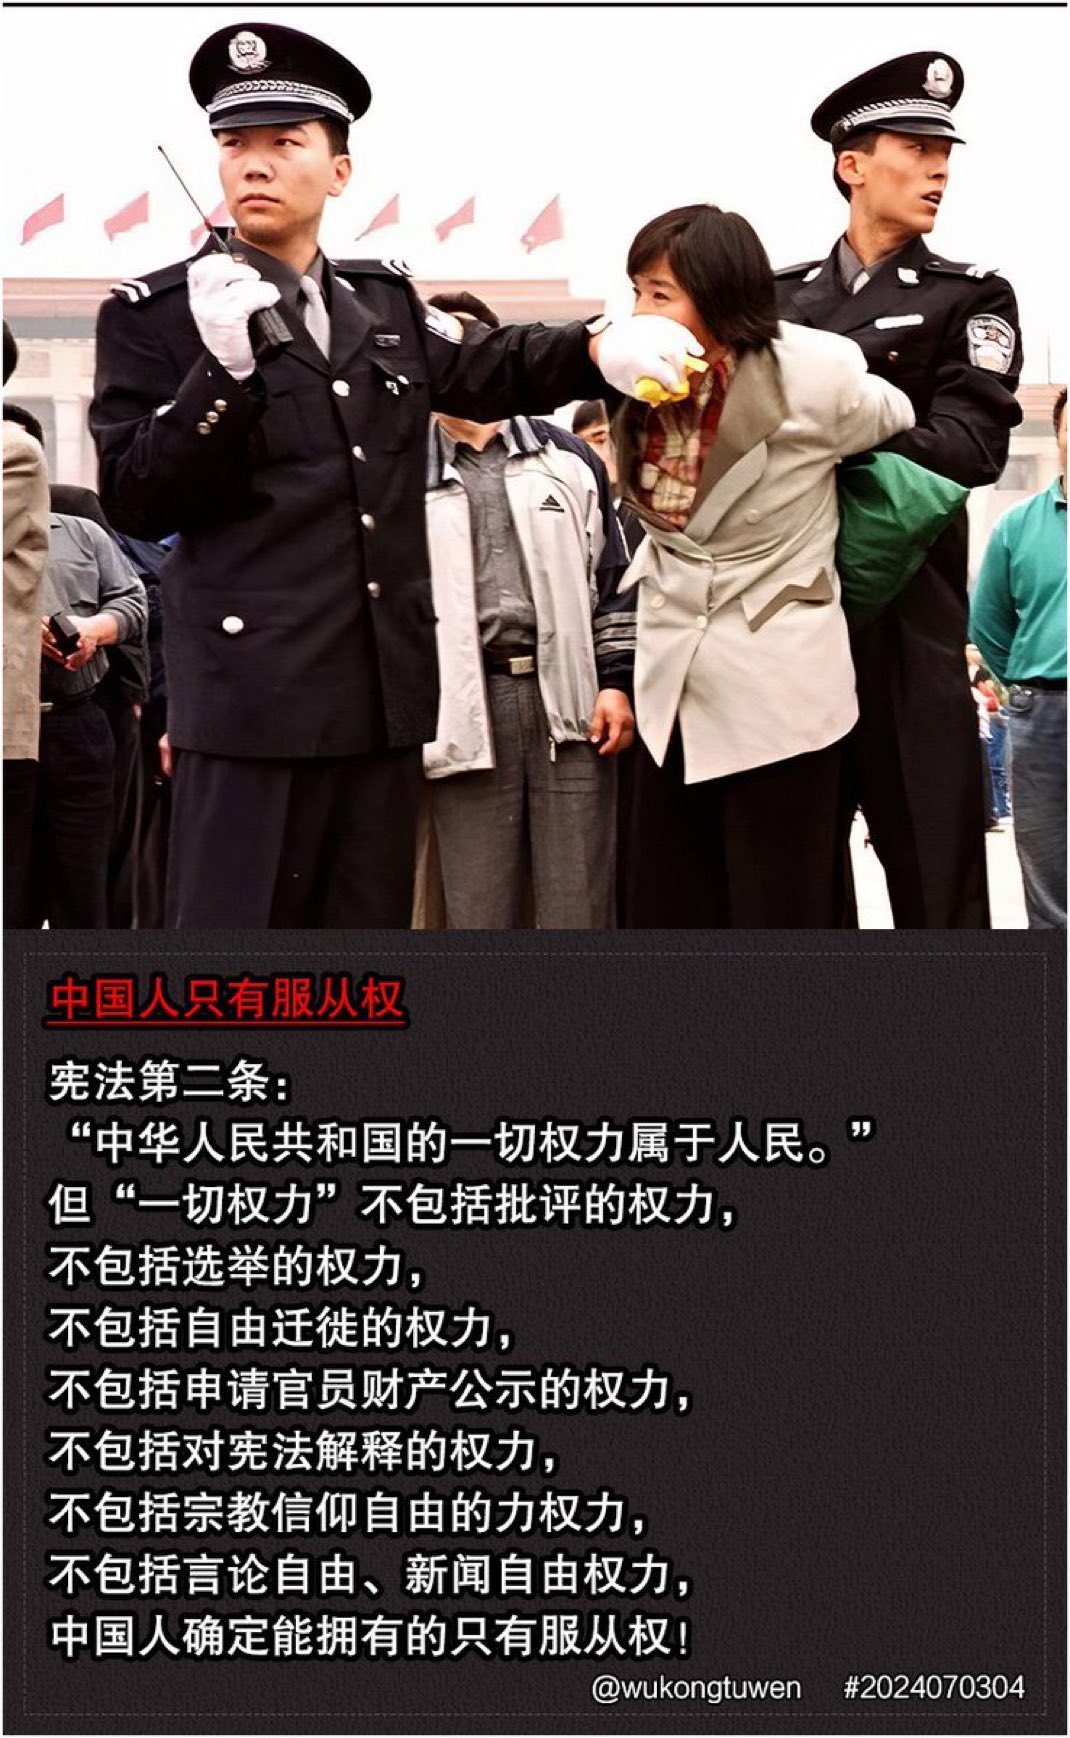 中国人只有服从权
宪法第二条：
“中华人民共和国的一切权力属于人民。”
但“一切权力”不包括批评的权力，
不包括选举的权力，
不包括自由迁徙的权力，
不包括申请官员财产公示的权力，
不包括对宪法解释的权力，
不包括宗教信仰自由的力权力，
不包括言论自由、新闻自由权力，
中国人确定能拥有的只有服从权！
@wukongtuwen #2024070304